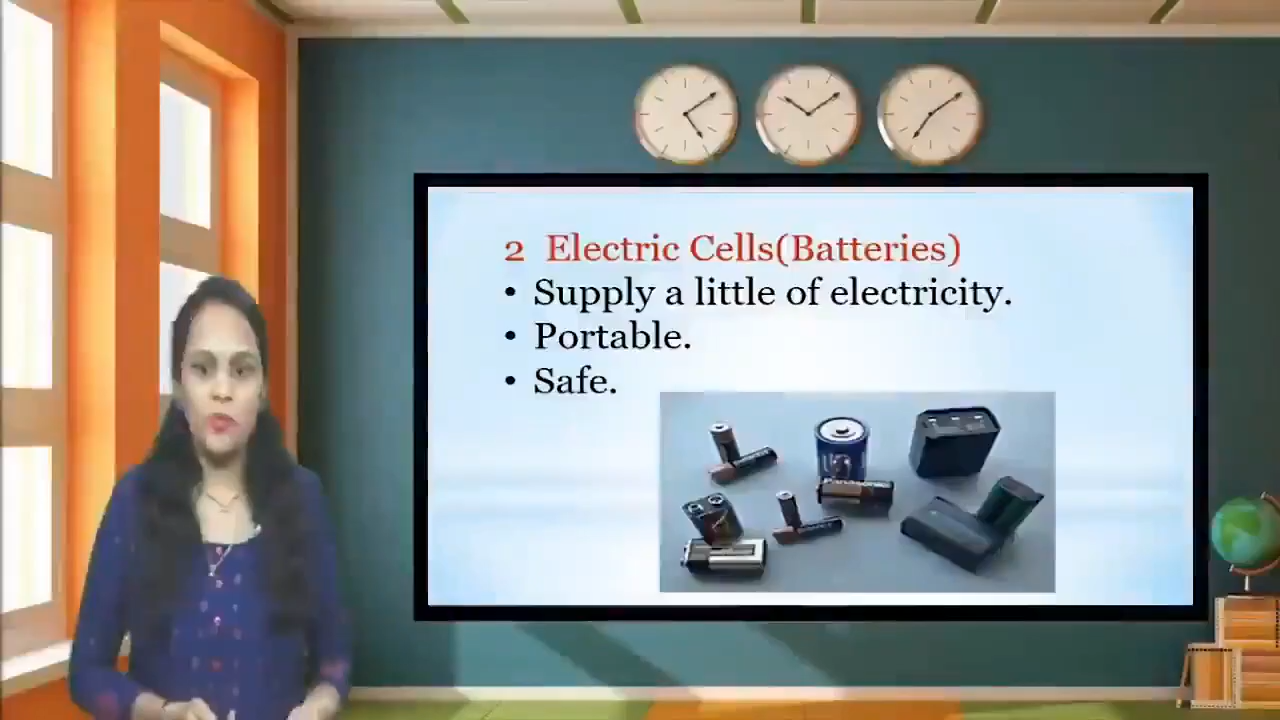 2 Electric Cells(Batteries)
• Supply a little of electricity.
• Portable.
• Safe.